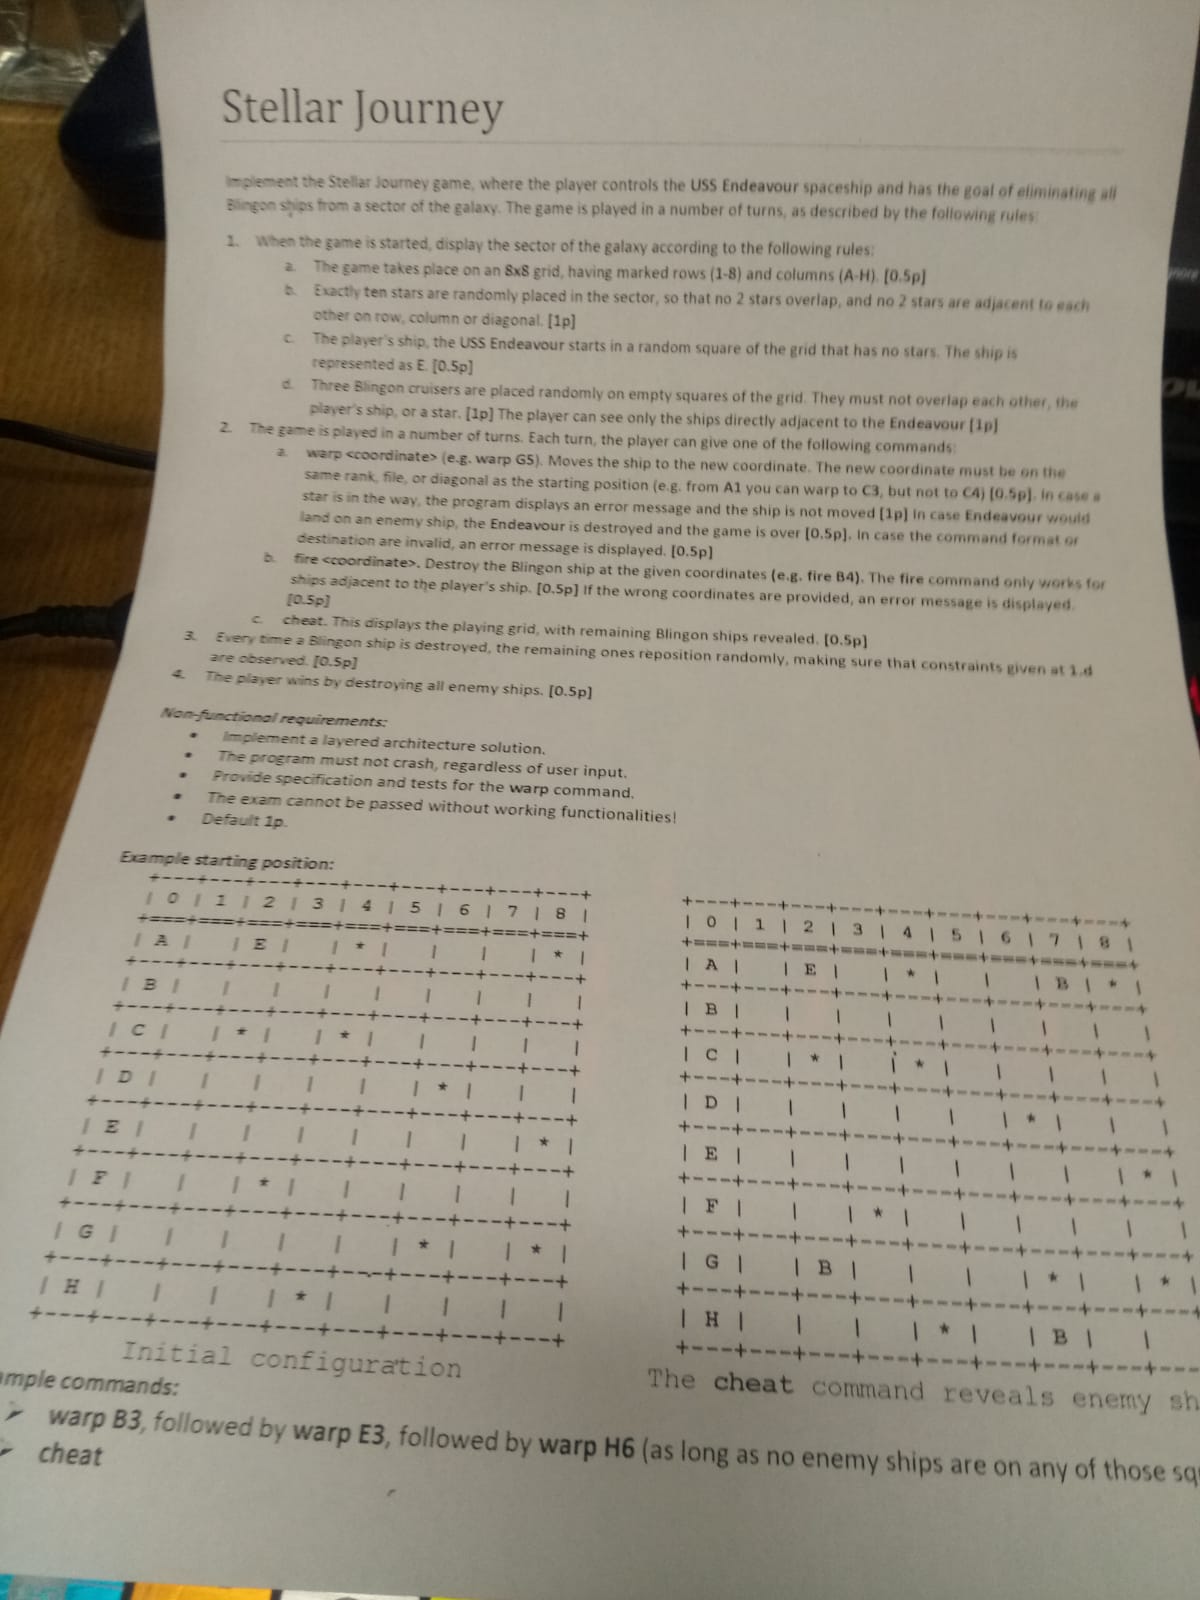 Stellar Journey
Implement the Stellar Journey game, where the player controls the USS Endeavour spaceship and has the goal of eliminating all
Blingon ships from a sector of the galaxy. The game is played in a number of turns, as described by the following rules:
1. When the game is started, display the sector of the galaxy according to the following rules:
a. The game takes place on an 8x8 grid, having marked rows (1-8) and columns (A-H). [0.5p]
b. Exactly ten stars are randomly placed in the sector, so that no 2 stars overlap, and no 2 stars are adjacent to each
other on row, column or diagonal. [1p]
c. The player's ship, the USS Endeavour starts in a random square of the grid that has no stars. The ship is
represented as E. [0.5p]
d. Three Blingon cruisers are placed randomly on empty squares of the grid. They must not overlap each other, the
player's ship, or a star. [1p] The player can see only the ships directly adjacent to the Endeavour [1p]
2. The game is played in a number of turns. Each turn, the player can give one of the following commands:
a. warp <coordinate> (e.g. warp G5). Moves the ship to the new coordinate. The new coordinate must be on the
same rank, file, or diagonal as the starting position (e.g. from A1 you can warp to C3, but not to C4) [0.5p]. In case a
star is in the way, the program displays an error message and the ship is not moved [1p] In case Endeavour would
land on an enemy ship, the Endeavour is destroyed and the game is over [0.5p]. In case the command format or
destination are invalid, an error message is displayed. [0.5p]
b. fire <coordinate>. Destroy the Blingon ship at the given coordinates (e.g. fire B4). The fire command only works for
ships adjacent to the player's ship. [0.5p] If the wrong coordinates are provided, an error message is displayed.
[0.5p]
c. cheat. This displays the playing grid, with remaining Blingon ships revealed. [0.5p]
3. Every time a Blingon ship is destroyed, the remaining ones reposition randomly, making sure that constraints given at 1.d
are observed. [0.5p]
4. The player wins by destroying all enemy ships. [0.5p]
Non-functional requirements:
• Implement a layered architecture solution.
• The program must not crash, regardless of user input.
• Provide specification and tests for the warp command.
• The exam cannot be passed without working functionalities!
• Default 1p.
Example starting position:
+---+---+---+---+---+---+---+---+---+
| 0 | 1 | 2 | 3 | 4 | 5 | 6 | 7 | 8 |
+===+===+===+===+===+===+===+===+===+
| A |   | E |   | * |   |   |   | * |
+---+---+---+---+---+---+---+---+---+
| B |   |   |   |   |   |   |   |   |
+---+---+---+---+---+---+---+---+---+
| C |   | * |   | * |   |   |   |   |
+---+---+---+---+---+---+---+---+---+
| D |   |   |   |   |   | * |   |   |
+---+---+---+---+---+---+---+---+---+
| E |   |   |   |   |   |   |   | * |
+---+---+---+---+---+---+---+---+---+
| F |   |   | * |   |   |   |   |   |
+---+---+---+---+---+---+---+---+---+
| G |   |   |   |   |   | * |   | * |
+---+---+---+---+---+---+---+---+---+
| H |   |   |   | * |   |   |   |   |
+---+---+---+---+---+---+---+---+---+
Initial configuration
+---+---+---+---+---+---+---+---+---+
| 0 | 1 | 2 | 3 | 4 | 5 | 6 | 7 | 8 |
+===+===+===+===+===+===+===+===+===+
| A |   | E |   | * |   |   | B | * |
+---+---+---+---+---+---+---+---+---+
| B |   |   |   |   |   |   |   |   |
+---+---+---+---+---+---+---+---+---+
| C |   | * |   | * |   |   |   |   |
+---+---+---+---+---+---+---+---+---+
| D |   |   |   |   |   | * |   |   |
+---+---+---+---+---+---+---+---+---+
| E |   |   |   |   |   |   |   | * |
+---+---+---+---+---+---+---+---+---+
| F |   |   | * |   |   |   |   |   |
+---+---+---+---+---+---+---+---+---+
| G |   | B |   |   |   | * |   | * |
+---+---+---+---+---+---+---+---+---+
| H |   |   |   | * |   | B |   |
+---+---+---+---+---+---+---+---+---
The cheat command reveals enemy sh
mple commands:
➢ warp B3, followed by warp E3, followed by warp H6 (as long as no enemy ships are on any of those squ
➢ cheat